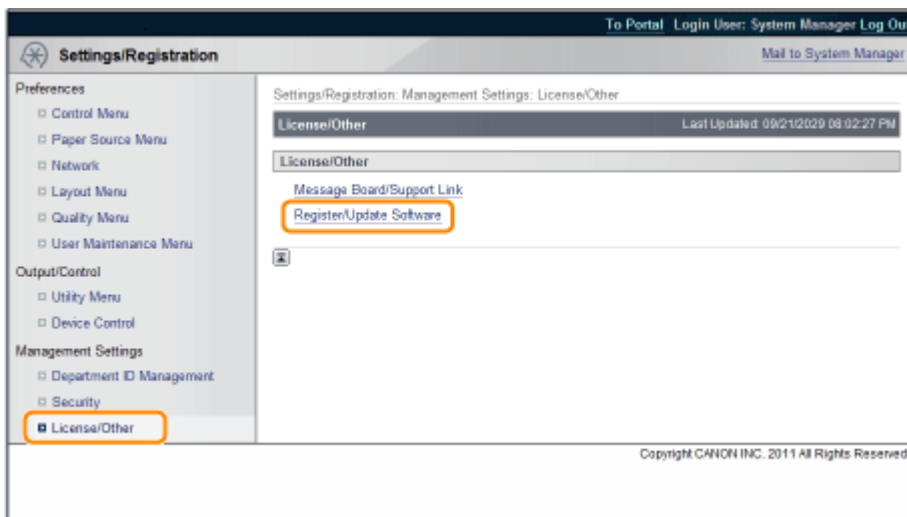 To Portal Login User: System Manager Log Ou
Settings/Registration
Mail to System Manager
Preferences
Control Menu
Paper Source Menu
Network
Layout Menu
Quality Menu
User Maintenance Menu
Output/Control
Utility Menu
Device Control
Management Settings
Department ID Management
Security
License/Other
Settings/Registration: Management Settings: License/Other
License/Other Last Updated: 09/21/2029 08:02:27 PM
License/Other
Message Board/Support Link
Register/Update Software
Copyright CANON INC. 2011 All Rights Reserved